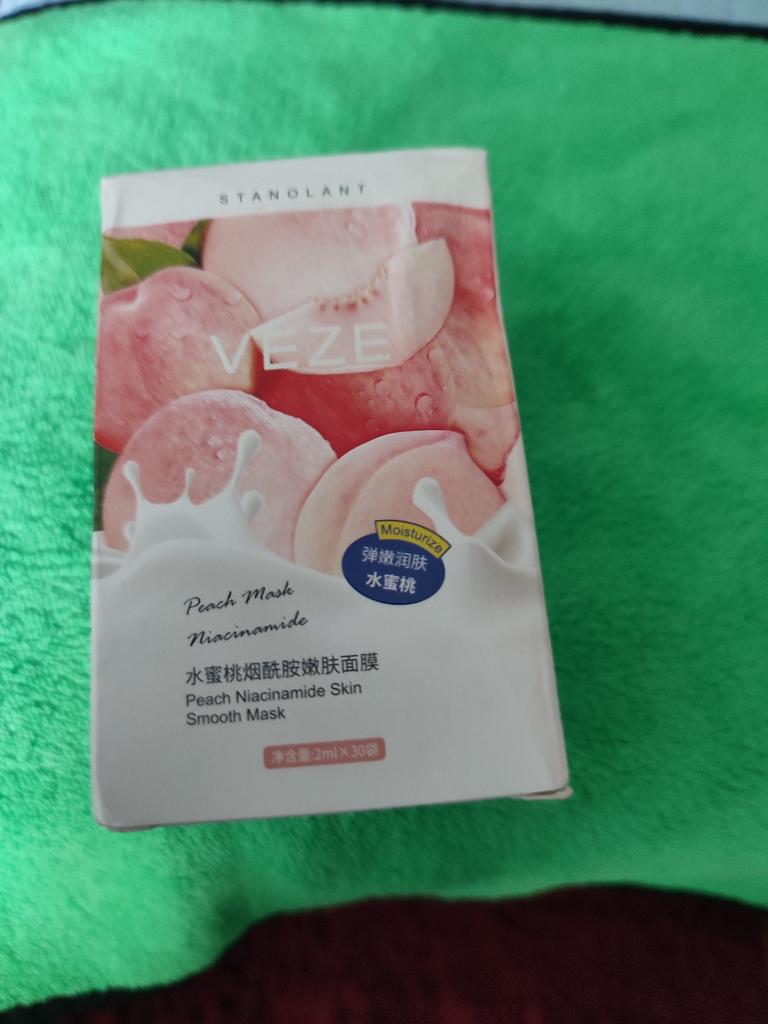 STANOLANT
VEZE
Moisturize
弹嫩润肤
水蜜桃
Peach Mask
Niacinamide
水蜜桃烟酰胺嫩肤面膜
Peach Niacinamide Skin
Smooth Mask
净含量:2ml×30袋